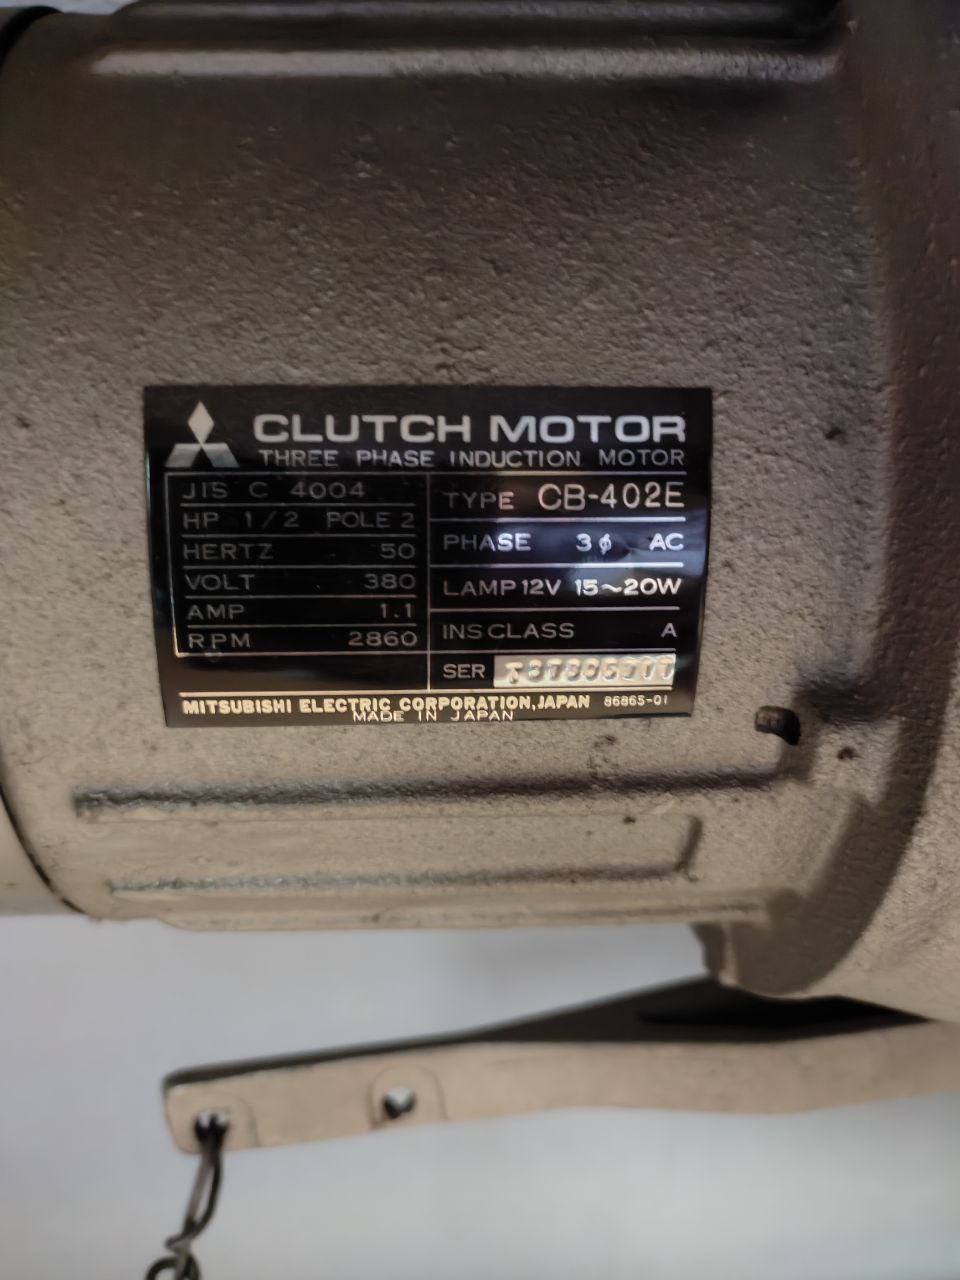 CLUTCH MOTOR
THREE PHASE INDUCTION MOTOR
JIS C 4004
HP 1/2 POLE 2
HERTZ 50
VOLT 380
AMP 1.1
RPM 2860
TYPE CB-402E
PHASE 3φ AC
LAMP 12V 15~20W
INS CLASS A
SER
MITSUBISHI ELECTRIC CORPORATION, JAPAN 86865-01
MADE IN JAPAN